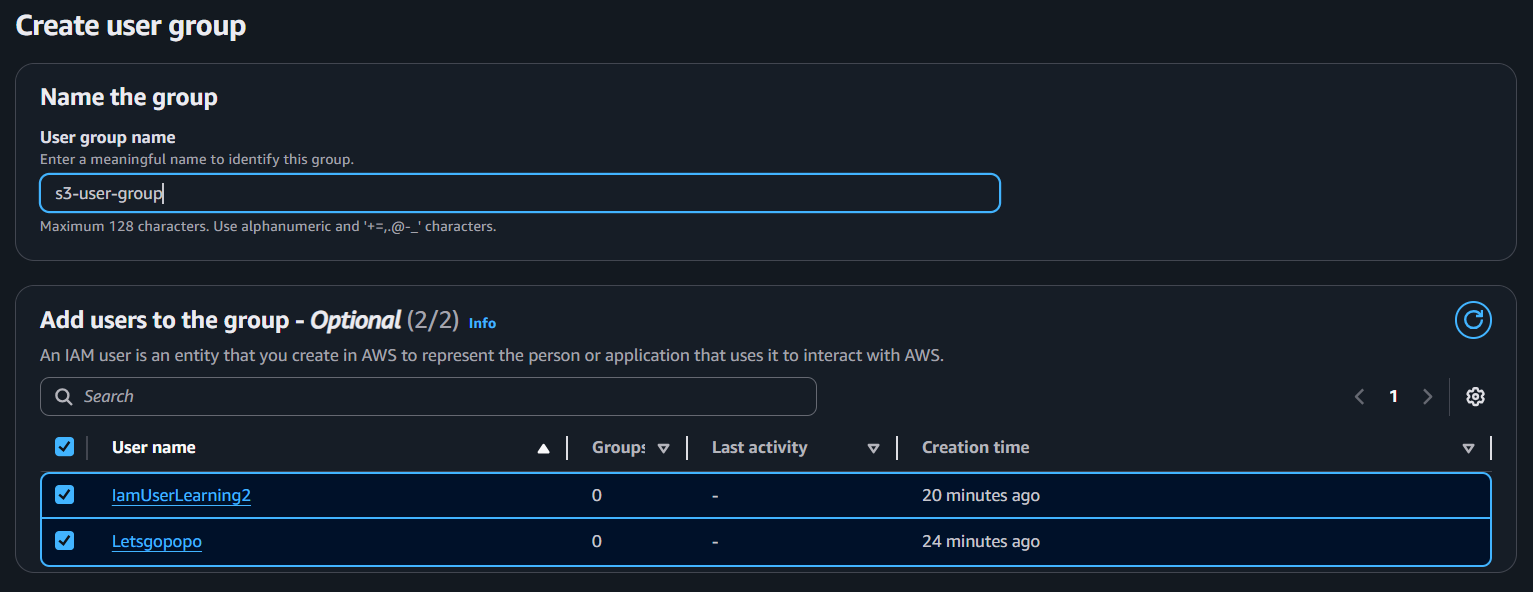 Create user group
Name the group
User group name
Enter a meaningful name to identify this group.
s3-user-group
Maximum 128 characters. Use alphanumeric and '+=,.@-_' characters.
Add users to the group - Optional (2/2) Info
An IAM user is an entity that you create in AWS to represent the person or application that uses it to interact with AWS.
Search
1
User name Groups Last activity Creation time
IamUserLearning2 0 - 20 minutes ago
Letsgopopo 0 - 24 minutes ago